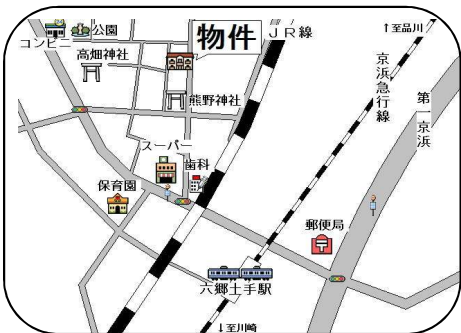 公園
コンビニ
高畑神社
物件
JR線
↑至品川
京浜急行線
第一京浜
熊野神社
スーパー
歯科
保育園
郵便局
六郷土手駅
↓至川崎